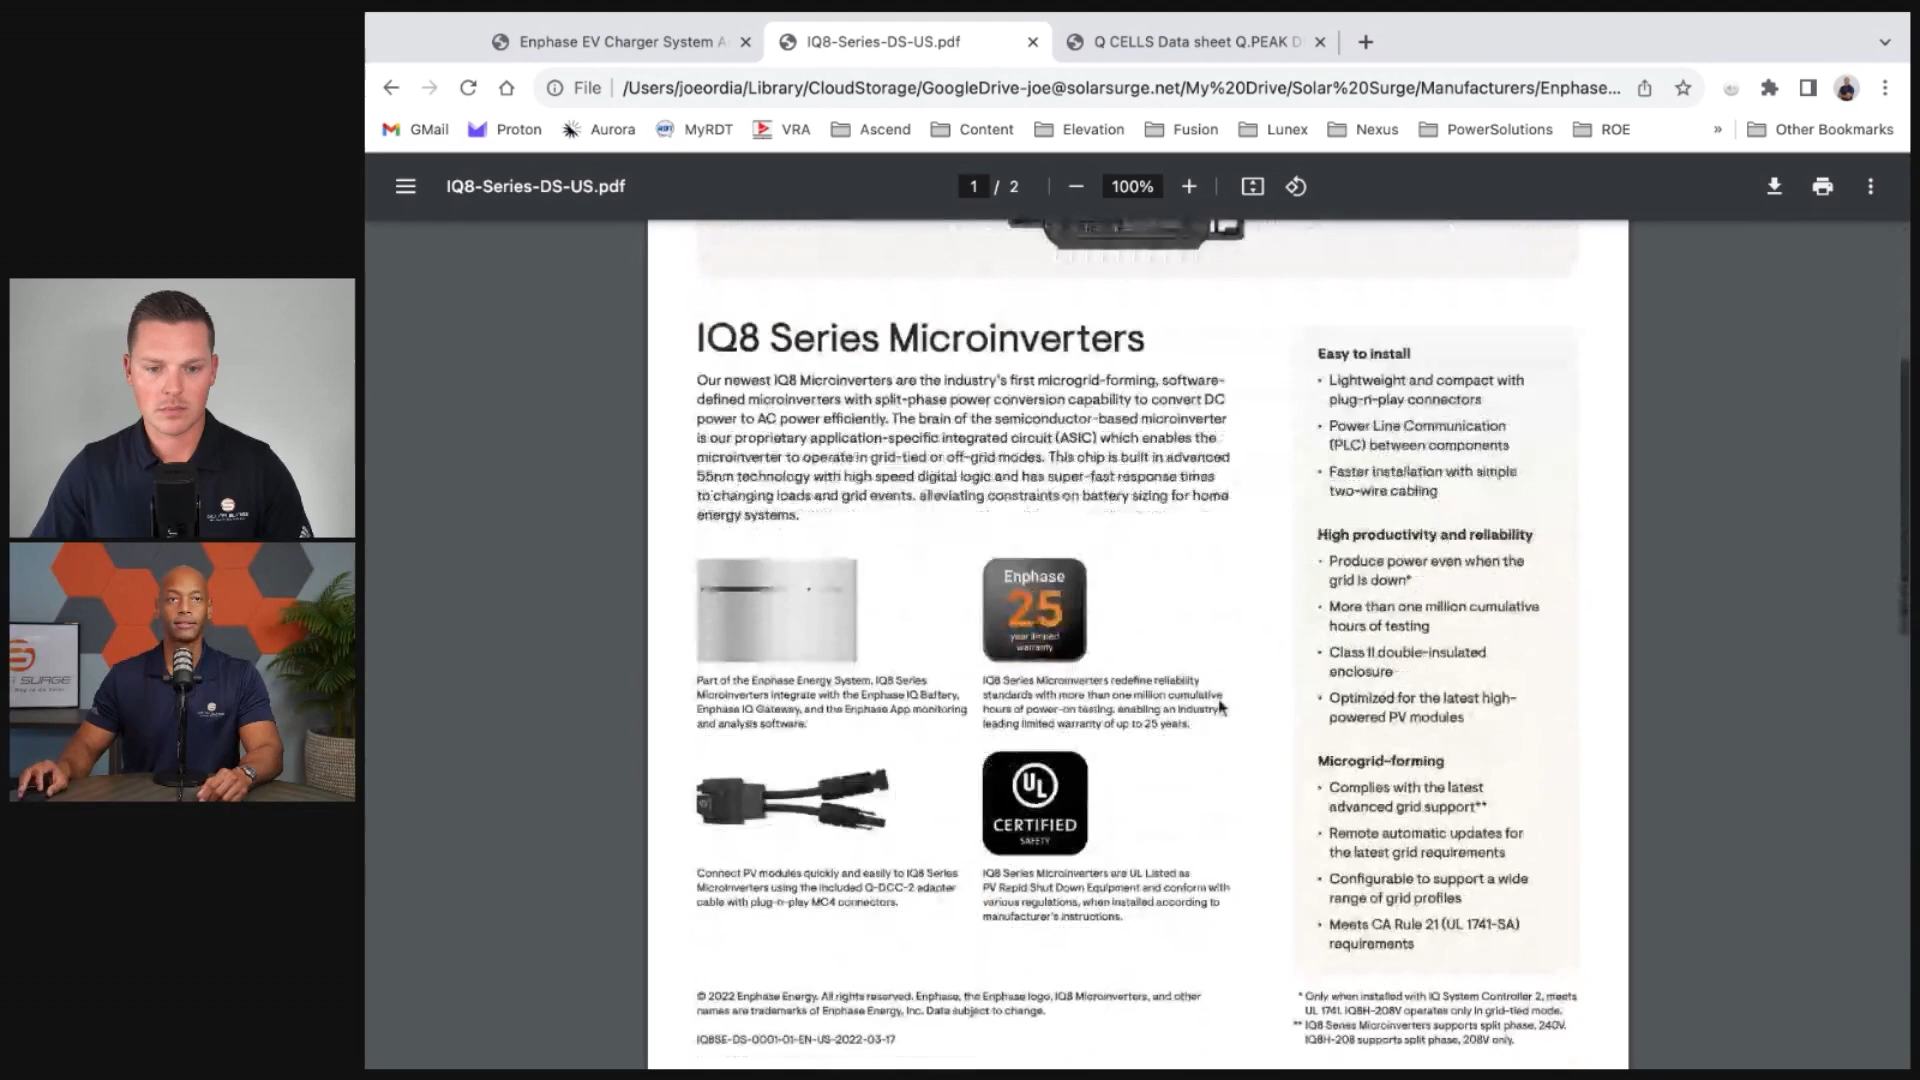 Enphase EV Charger System A
IQ8-Series-DS-US.pdf
Q CELLS Data sheet Q.PEAK D
File
/Users/joeordia/Library/CloudStorage/GoogleDrive-joe@solarsurge.net/My%20Drive/Solar%20Surge/Manufacturers/Enphase...
GMail Proton Aurora MyRDT VRA Ascend Content Elevation Fusion Lunex Nexus PowerSolutions ROE » Other Bookmarks
IQ8-Series-DS-US.pdf
1 / 2
100%
IQ8 Series Microinverters
Our newest IQ8 Microinverters are the industry's first microgrid-forming, software-
defined microinverters with split-phase power conversion capability to convert DC
power to AC power efficiently. The brain of the semiconductor-based microinverter
is our proprietary application-specific integrated circuit (ASIC) which enables the
microinverter to operate in grid-tied or off-grid modes. This chip is built in advanced
55nm technology with high speed digital logic and has super-fast response times
to changing loads and grid events, alleviating constraints on battery sizing for home
energy systems.
Part of the Enphase Energy System, IQ8 Series
Microinverters integrate with the Enphase IQ Battery,
Enphase IQ Gateway, and the Enphase App monitoring
and analysis software.
Enphase
25
year limited
warranty
IQ8 Series Microinverters redefine reliability
standards with more than one million cumulative
hours of power-on testing, enabling an industry
leading limited warranty of up to 25 years.
Connect PV modules quickly and easily to IQ8 Series
Microinverters using the included Q-DCC-2 adapter
cable with plug-n-play MC4 connectors.
UL
CERTIFIED
SAFETY
IQ8 Series Microinverters are UL Listed as
PV Rapid Shut Down Equipment and conform with
various regulations, when installed according to
manufacturer's instructions.
Easy to install
· Lightweight and compact with
plug-n-play connectors
· Power Line Communication
(PLC) between components
· Faster installation with simple
two-wire cabling
High productivity and reliability
· Produce power even when the
grid is down*
· More than one million cumulative
hours of testing
· Class II double-insulated
enclosure
· Optimized for the latest high-
powered PV modules
Microgrid-forming
· Complies with the latest
advanced grid support**
· Remote automatic updates for
the latest grid requirements
· Configurable to support a wide
range of grid profiles
· Meets CA Rule 21 (UL 1741-SA)
requirements
© 2022 Enphase Energy. All rights reserved. Enphase, the Enphase logo, IQ8 Microinverters, and other
names are trademarks of Enphase Energy, Inc. Data subject to change.
IQ8SE-DS-0001-01-EN-US-2022-03-17
* Only when installed with IQ System Controller 2, meets
UL 1741. IQ8H-208V operates only in grid-tied mode.
** IQ8 Series Microinverters supports split phase, 240V.
IQ8H-208 supports split phase, 208V only.